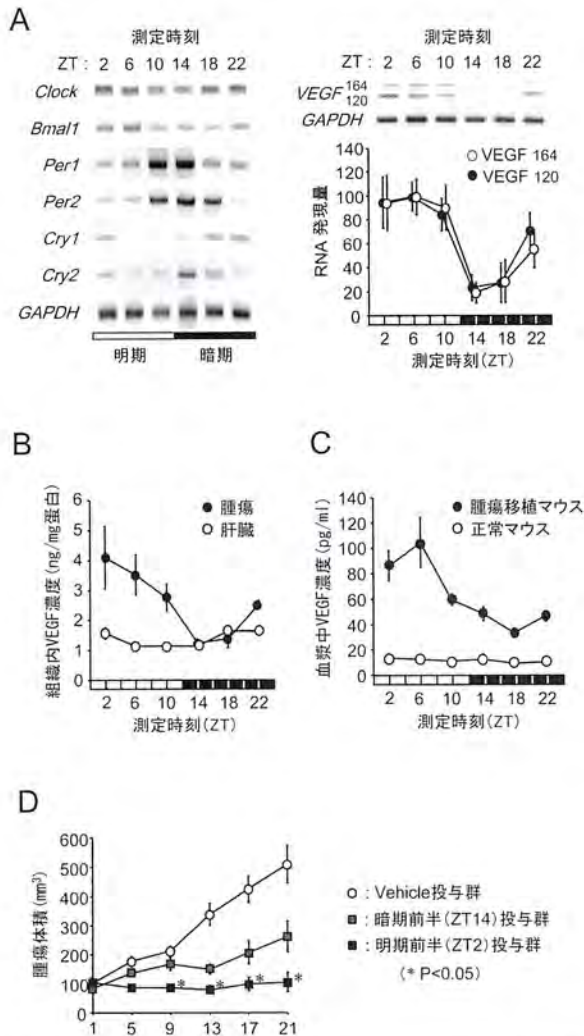 A
測定時刻
ZT : 2 6 10 14 18 22
Clock
Bmal1
Per1
Per2
Cry1
Cry2
GAPDH
明期 暗期
測定時刻
ZT : 2 6 10 14 18 22
VEGF 164
120
GAPDH
VEGF 164
VEGF 120
RNA 発現量
140
120
100
80
60
40
20
0
2 6 10 14 18 22
測定時刻(ZT)
B
腫瘍
肝臓
組織内VEGF濃度(ng/mg蛋白)
6
5
4
3
2
1
0
2 6 10 14 18 22
測定時刻(ZT)
C
腫瘍移植マウス
正常マウス
血漿中VEGF濃度(pg/ml)
140
120
100
80
60
40
20
0
2 6 10 14 18 22
測定時刻(ZT)
D
腫瘍体積(mm³)
600
500
400
300
200
100
0
* * * *
1 5 9 13 17 21
: Vehicle投与群
: 暗期前半(ZT14)投与群
: 明期前半(ZT2)投与群
(* P<0.05)